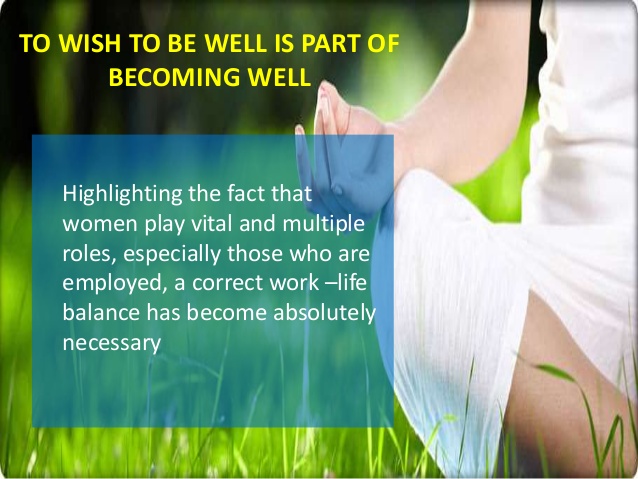 TO WISH TO BE WELL IS PART OF
BECOMING WELL
Highlighting the fact that
women play vital and multiple
roles, especially those who are
employed, a correct work –life
balance has become absolutely
necessary